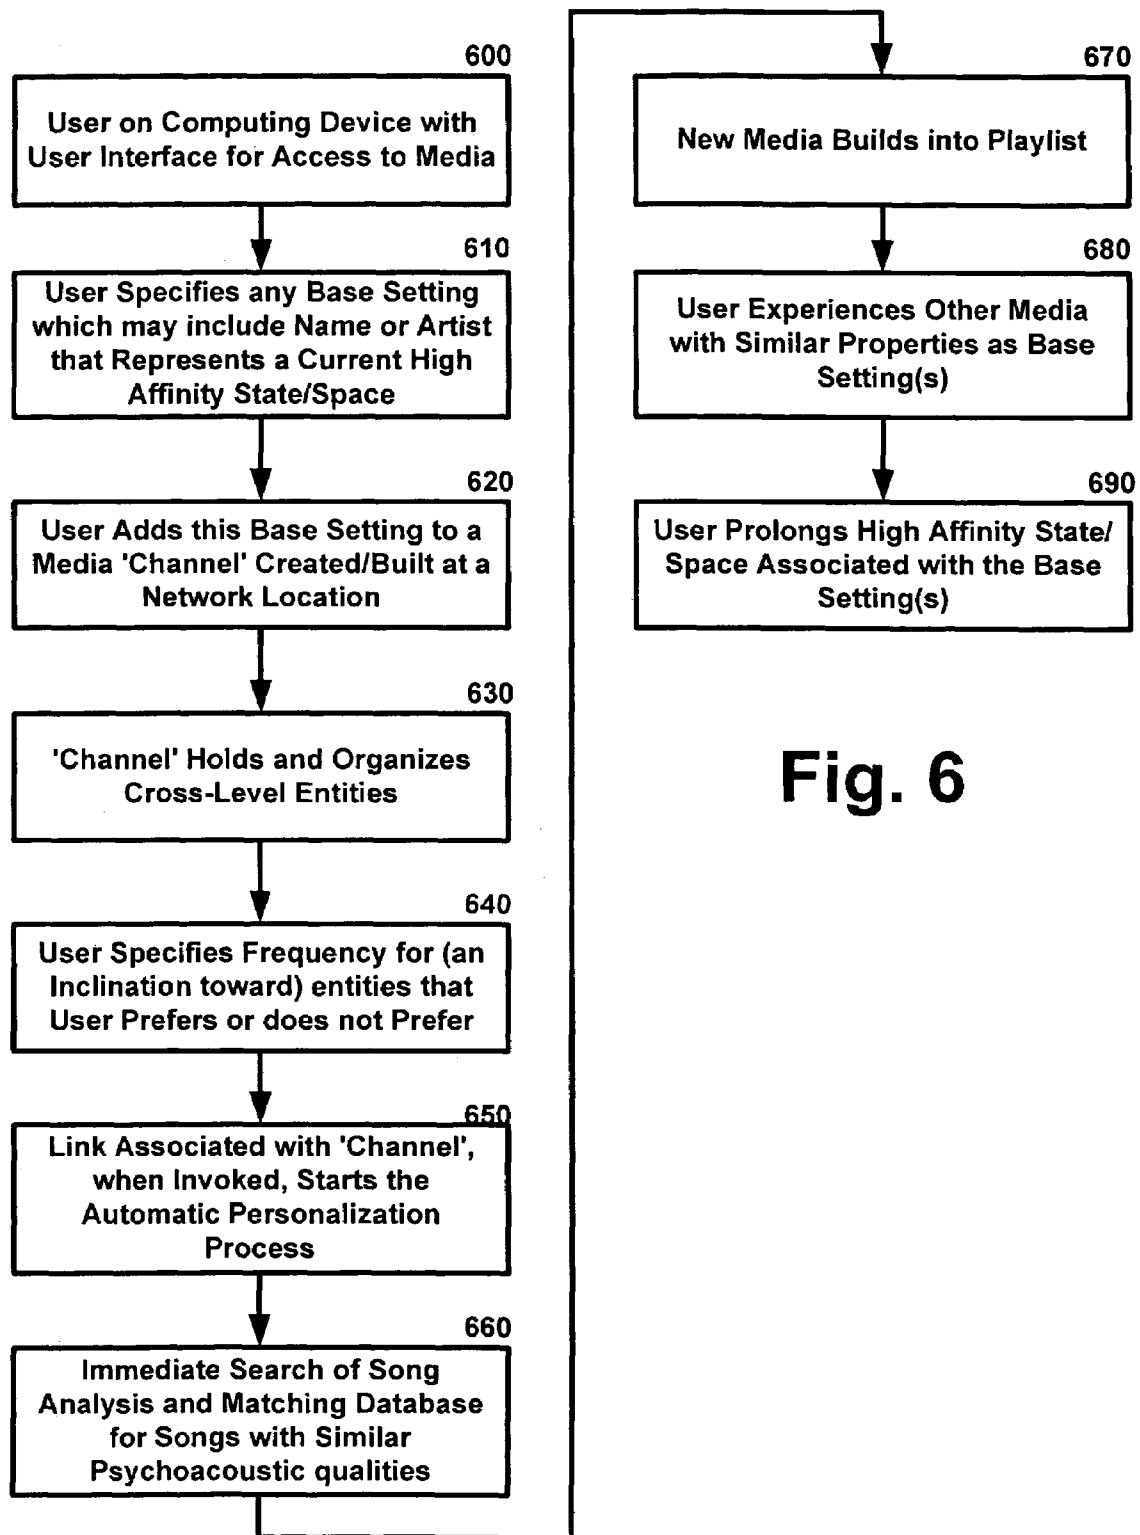 600
User on Computing Device with
User Interface for Access to Media
610
User Specifies any Base Setting
which may include Name or Artist
that Represents a Current High
Affinity State/Space
620
User Adds this Base Setting to a
Media 'Channel' Created/Built at a
Network Location
630
'Channel' Holds and Organizes
Cross-Level Entities
640
User Specifies Frequency for (an
Inclination toward) entities that
User Prefers or does not Prefer
650
Link Associated with 'Channel',
when Invoked, Starts the
Automatic Personalization
Process
660
Immediate Search of Song
Analysis and Matching Database
for Songs with Similar
Psychoacoustic qualities
670
New Media Builds into Playlist
680
User Experiences Other Media
with Similar Properties as Base
Setting(s)
690
User Prolongs High Affinity State/
Space Associated with the Base
Setting(s)
Fig. 6